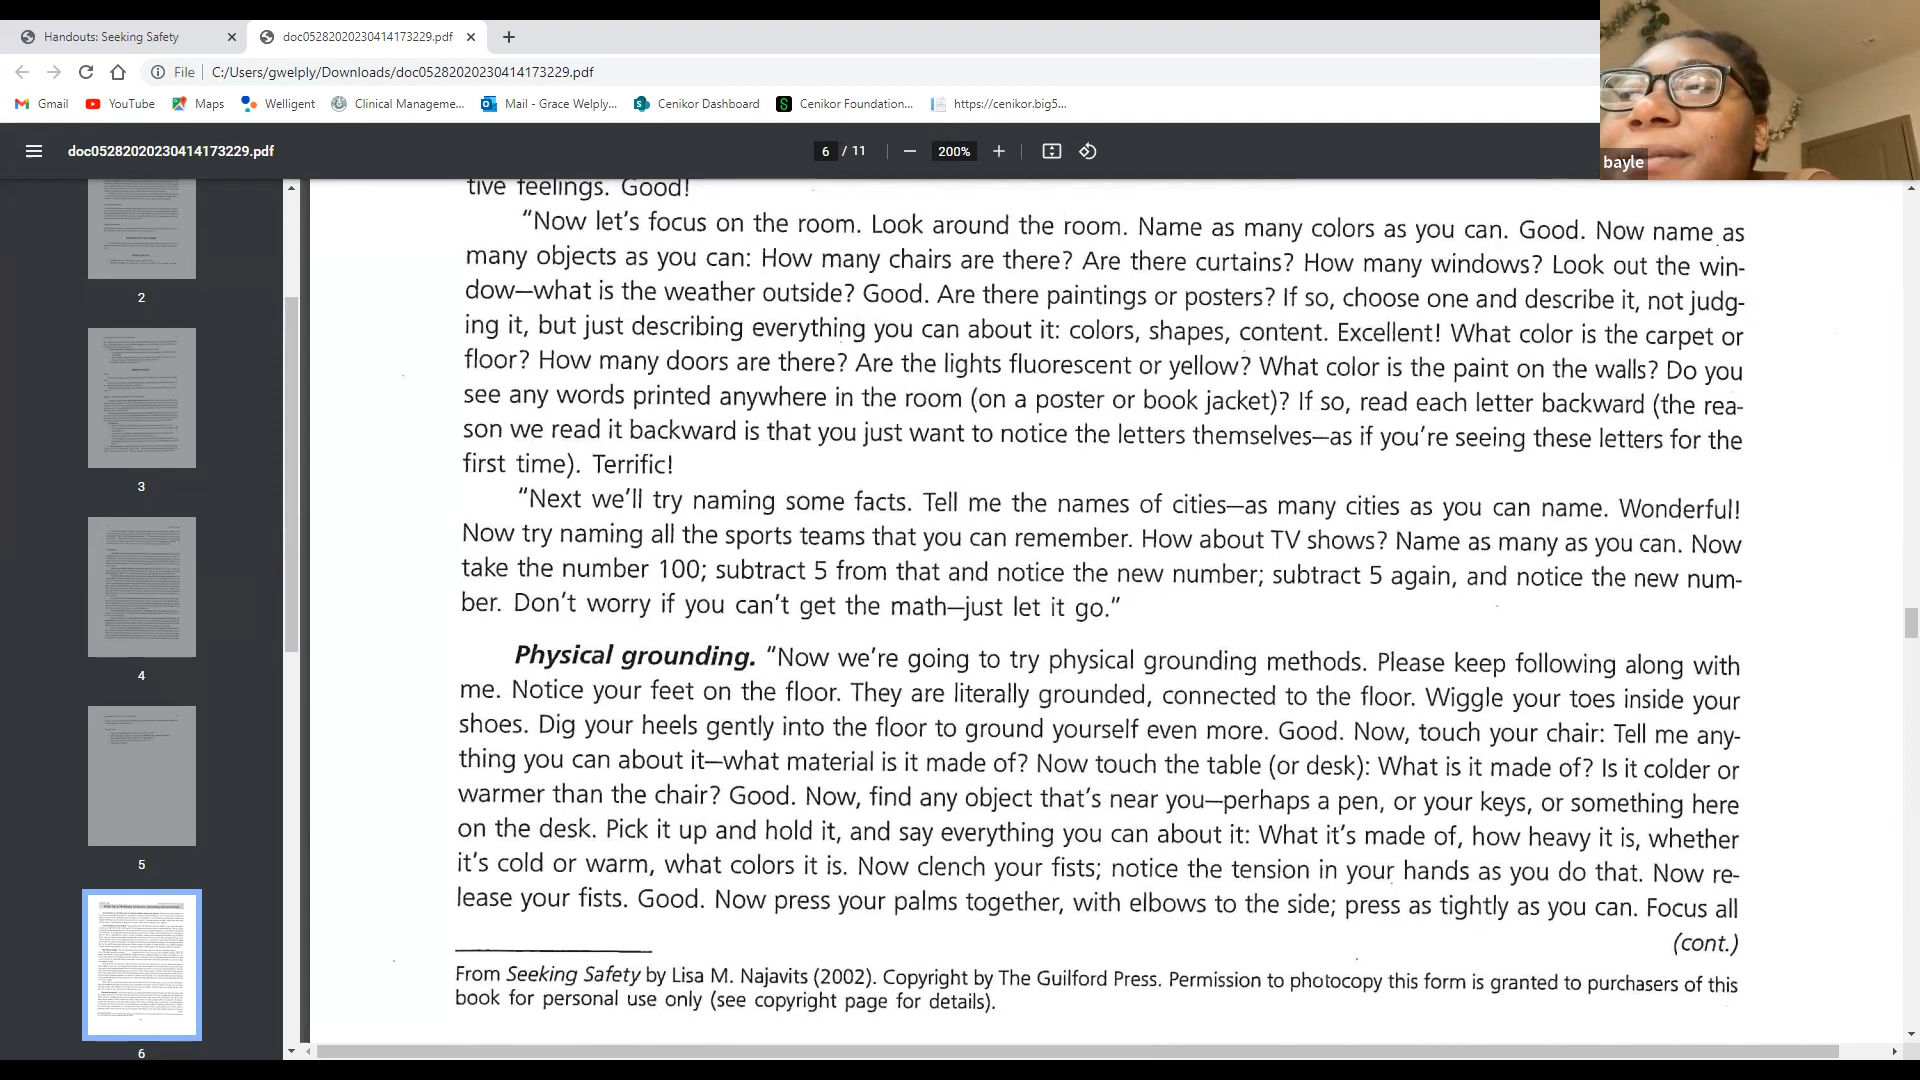 Handouts: Seeking Safety
doc05282020230414173229.pdf
File C:/Users/gwelply/Downloads/doc05282020230414173229.pdf
Gmail YouTube Maps Welligent Clinical Manageme... Mail - Grace Welply... Cenikor Dashboard Cenikor Foundation... https://cenikor.big5...
bayle
doc05282020230414173229.pdf 6 / 11 200%
2
3
4
5
6
tive feelings. Good!
“Now let’s focus on the room. Look around the room. Name as many colors as you can. Good. Now name as
many objects as you can: How many chairs are there? Are there curtains? How many windows? Look out the win-
dow—what is the weather outside? Good. Are there paintings or posters? If so, choose one and describe it, not judg-
ing it, but just describing everything you can about it: colors, shapes, content. Excellent! What color is the carpet or
floor? How many doors are there? Are the lights fluorescent or yellow? What color is the paint on the walls? Do you
see any words printed anywhere in the room (on a poster or book jacket)? If so, read each letter backward (the rea-
son we read it backward is that you just want to notice the letters themselves—as if you’re seeing these letters for the
first time). Terrific!
“Next we’ll try naming some facts. Tell me the names of cities—as many cities as you can name. Wonderful!
Now try naming all the sports teams that you can remember. How about TV shows? Name as many as you can. Now
take the number 100; subtract 5 from that and notice the new number; subtract 5 again, and notice the new num-
ber. Don’t worry if you can’t get the math—just let it go.”
Physical grounding. “Now we’re going to try physical grounding methods. Please keep following along with
me. Notice your feet on the floor. They are literally grounded, connected to the floor. Wiggle your toes inside your
shoes. Dig your heels gently into the floor to ground yourself even more. Good. Now, touch your chair: Tell me any-
thing you can about it—what material is it made of? Now touch the table (or desk): What is it made of? Is it colder or
warmer than the chair? Good. Now, find any object that’s near you—perhaps a pen, or your keys, or something here
on the desk. Pick it up and hold it, and say everything you can about it: What it’s made of, how heavy it is, whether
it’s cold or warm, what colors it is. Now clench your fists; notice the tension in your hands as you do that. Now re-
lease your fists. Good. Now press your palms together, with elbows to the side; press as tightly as you can. Focus all
(cont.)
From Seeking Safety by Lisa M. Najavits (2002). Copyright by The Guilford Press. Permission to photocopy this form is granted to purchasers of this
book for personal use only (see copyright page for details).